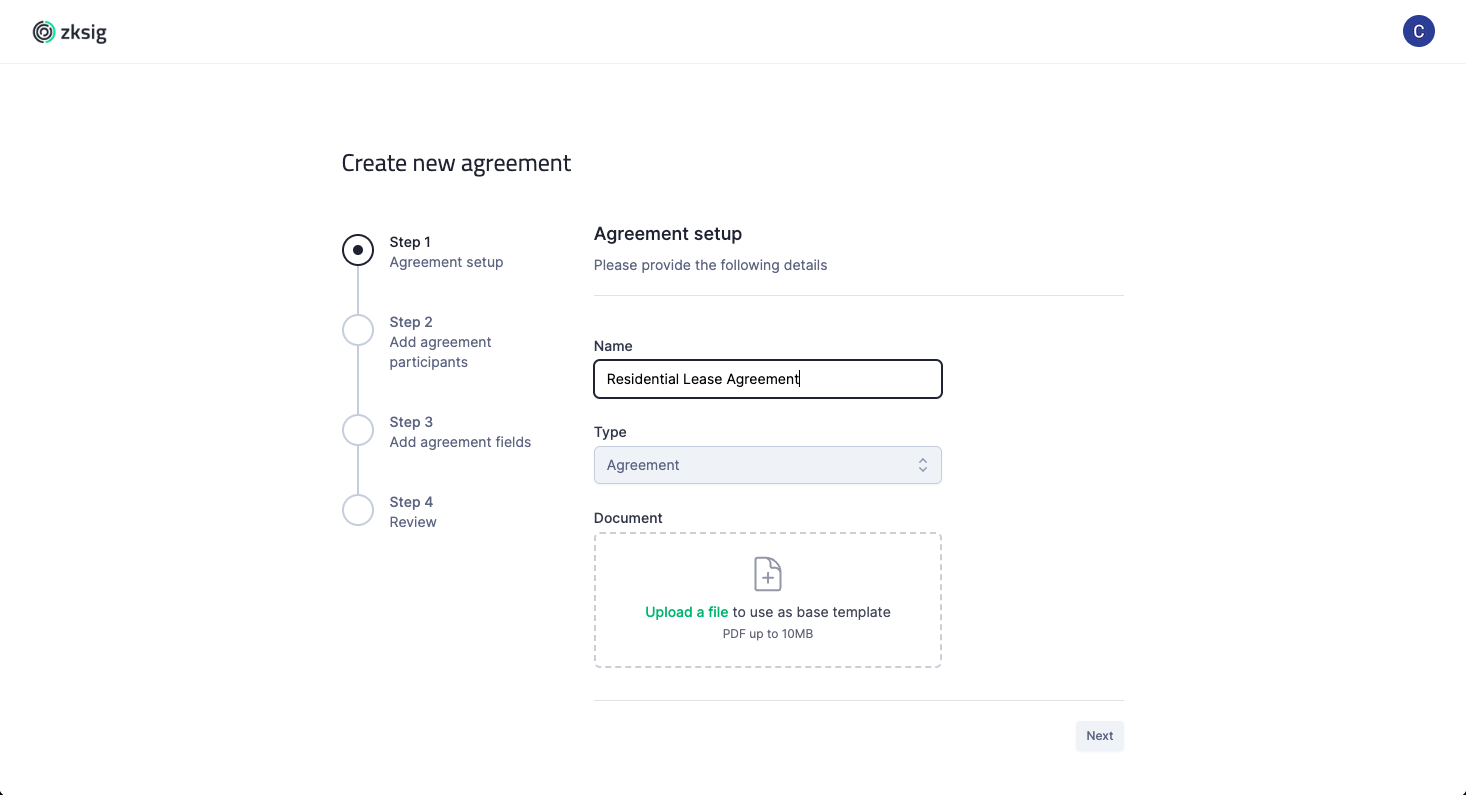 zksig
C
Create new agreement
Step 1
Agreement setup
Step 2
Add agreement
participants
Step 3
Add agreement fields
Step 4
Review
Agreement setup
Please provide the following details
Name
Residential Lease Agreement
Type
Agreement
Document
Upload a file to use as base template
PDF up to 10MB
Next